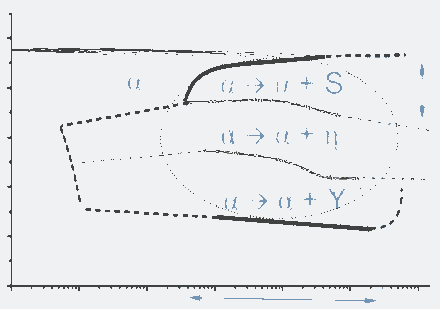 α
α → α + S
α → α + η
α → α + Y